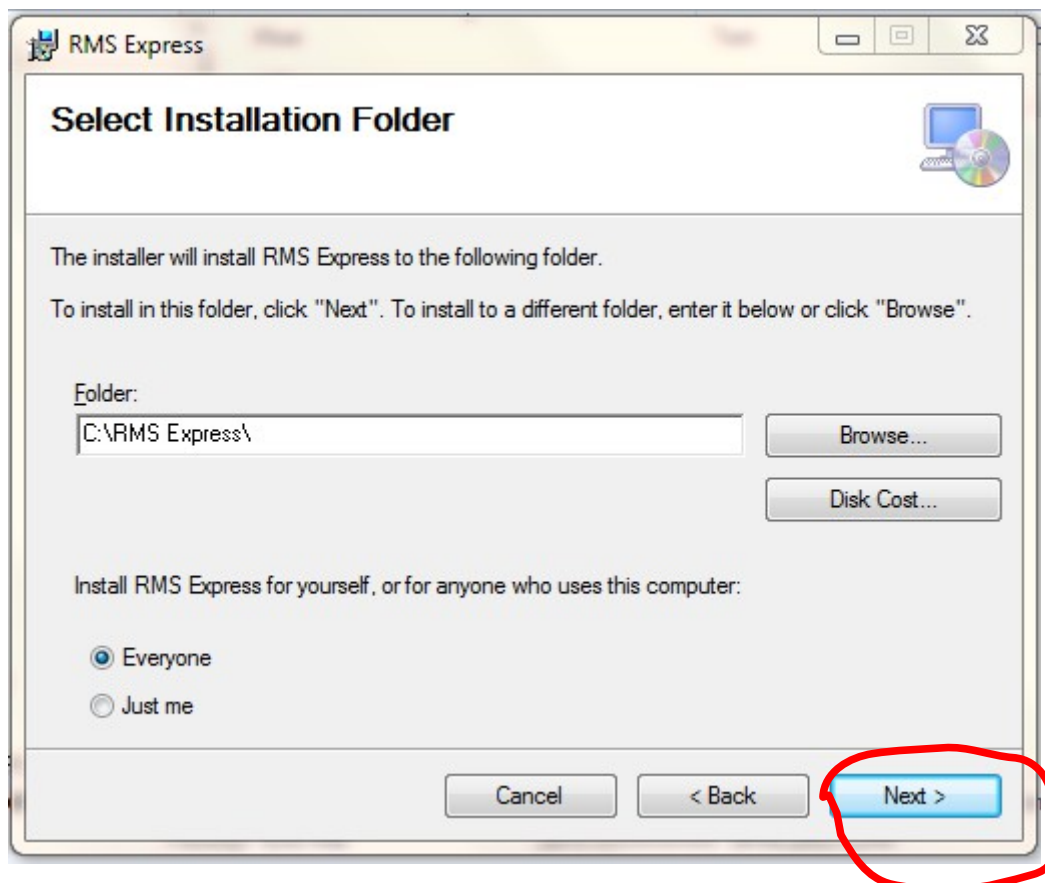 RMS Express
Select Installation Folder
The installer will install RMS Express to the following folder.
To install in this folder, click "Next". To install to a different folder, enter it below or click "Browse".
Folder:
C:\RMS Express\
Browse...
Disk Cost...
Install RMS Express for yourself, or for anyone who uses this computer:
Everyone
Just me
Cancel
< Back
Next >